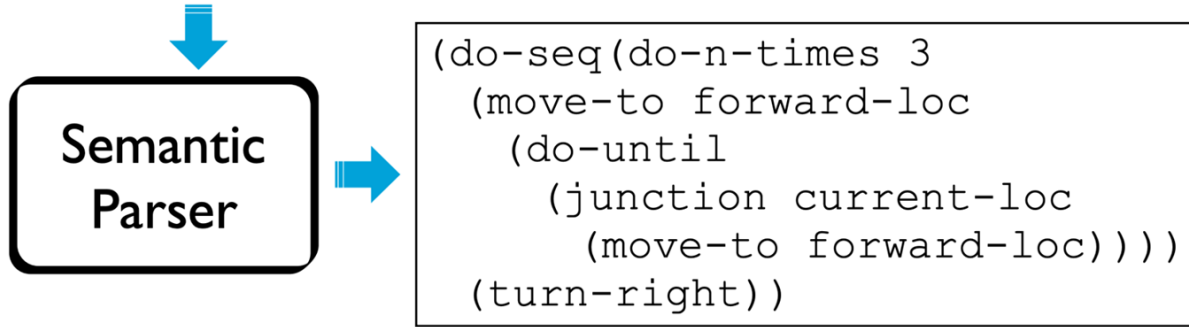 Semantic
Parser
(do-seq(do-n-times 3
(move-to forward-loc
(do-until
(junction current-loc
(move-to forward-loc))))
(turn-right))